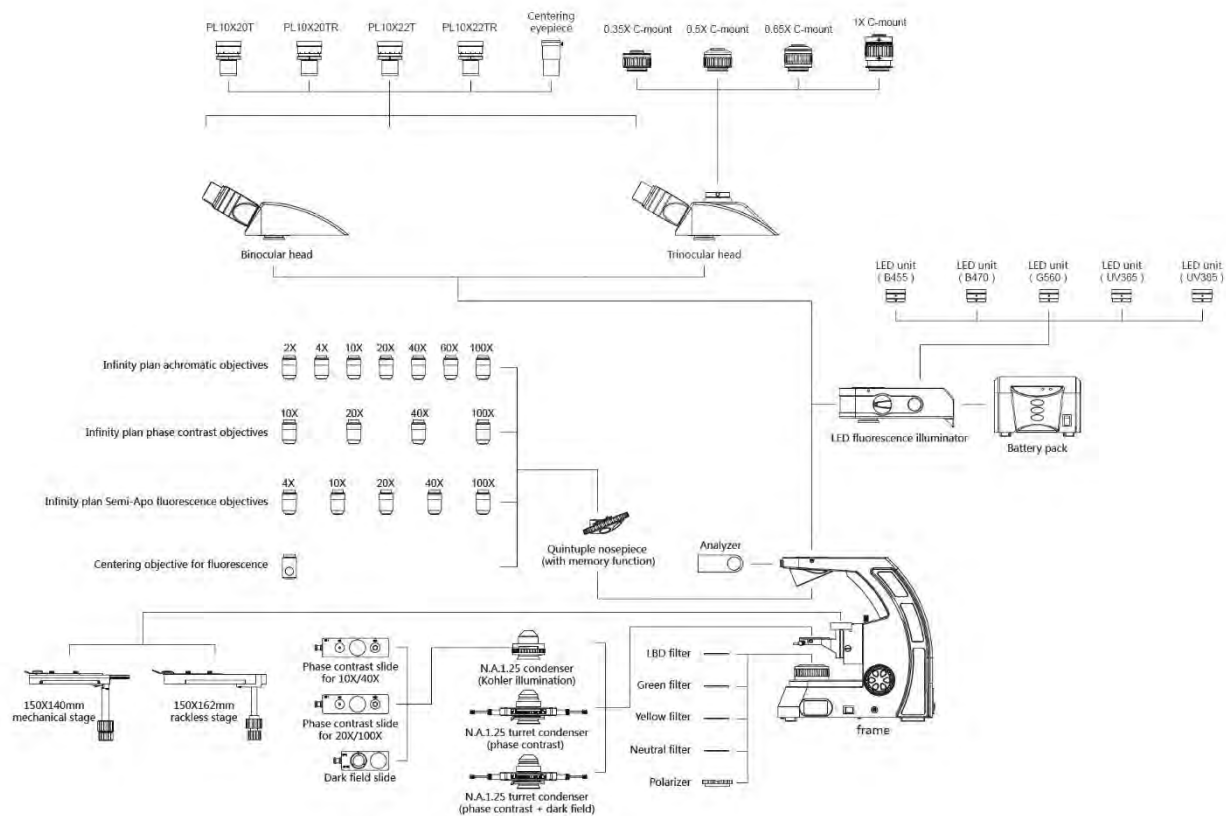 PL10X20T
PL10X20TR
PL10X22T
PL10X22TR
Centering
eyepiece
0.35X C-mount
0.5X C-mount
0.65X C-mount
1X C-mount
Binocular head
Trinocular head
LED unit
( B455 )
LED unit
( B470 )
LED unit
( G560 )
LED unit
( UV365 )
LED unit
( UV385 )
Infinity plan achromatic objectives
2X 4X 10X 20X 40X 60X 100X
Infinity plan phase contrast objectives
10X 20X 40X 100X
Infinity plan Semi-Apo fluorescence objectives
4X 10X 20X 40X 100X
Centering objective for fluorescence
LED fluorescence illuminator
Battery pack
Quintuple nosepiece
(with memory function)
Analyzer
150X140mm
mechanical stage
150X162mm
rackless stage
Phase contrast slide
for 10X/40X
Phase contrast slide
for 20X/100X
Dark field slide
N.A.1.25 condenser
(Kohler illumination)
N.A.1.25 turret condenser
(phase contrast)
N.A.1.25 turret condenser
(phase contrast + dark field)
LBD filter
Green filter
Yellow filter
Neutral filter
Polarizer
frame